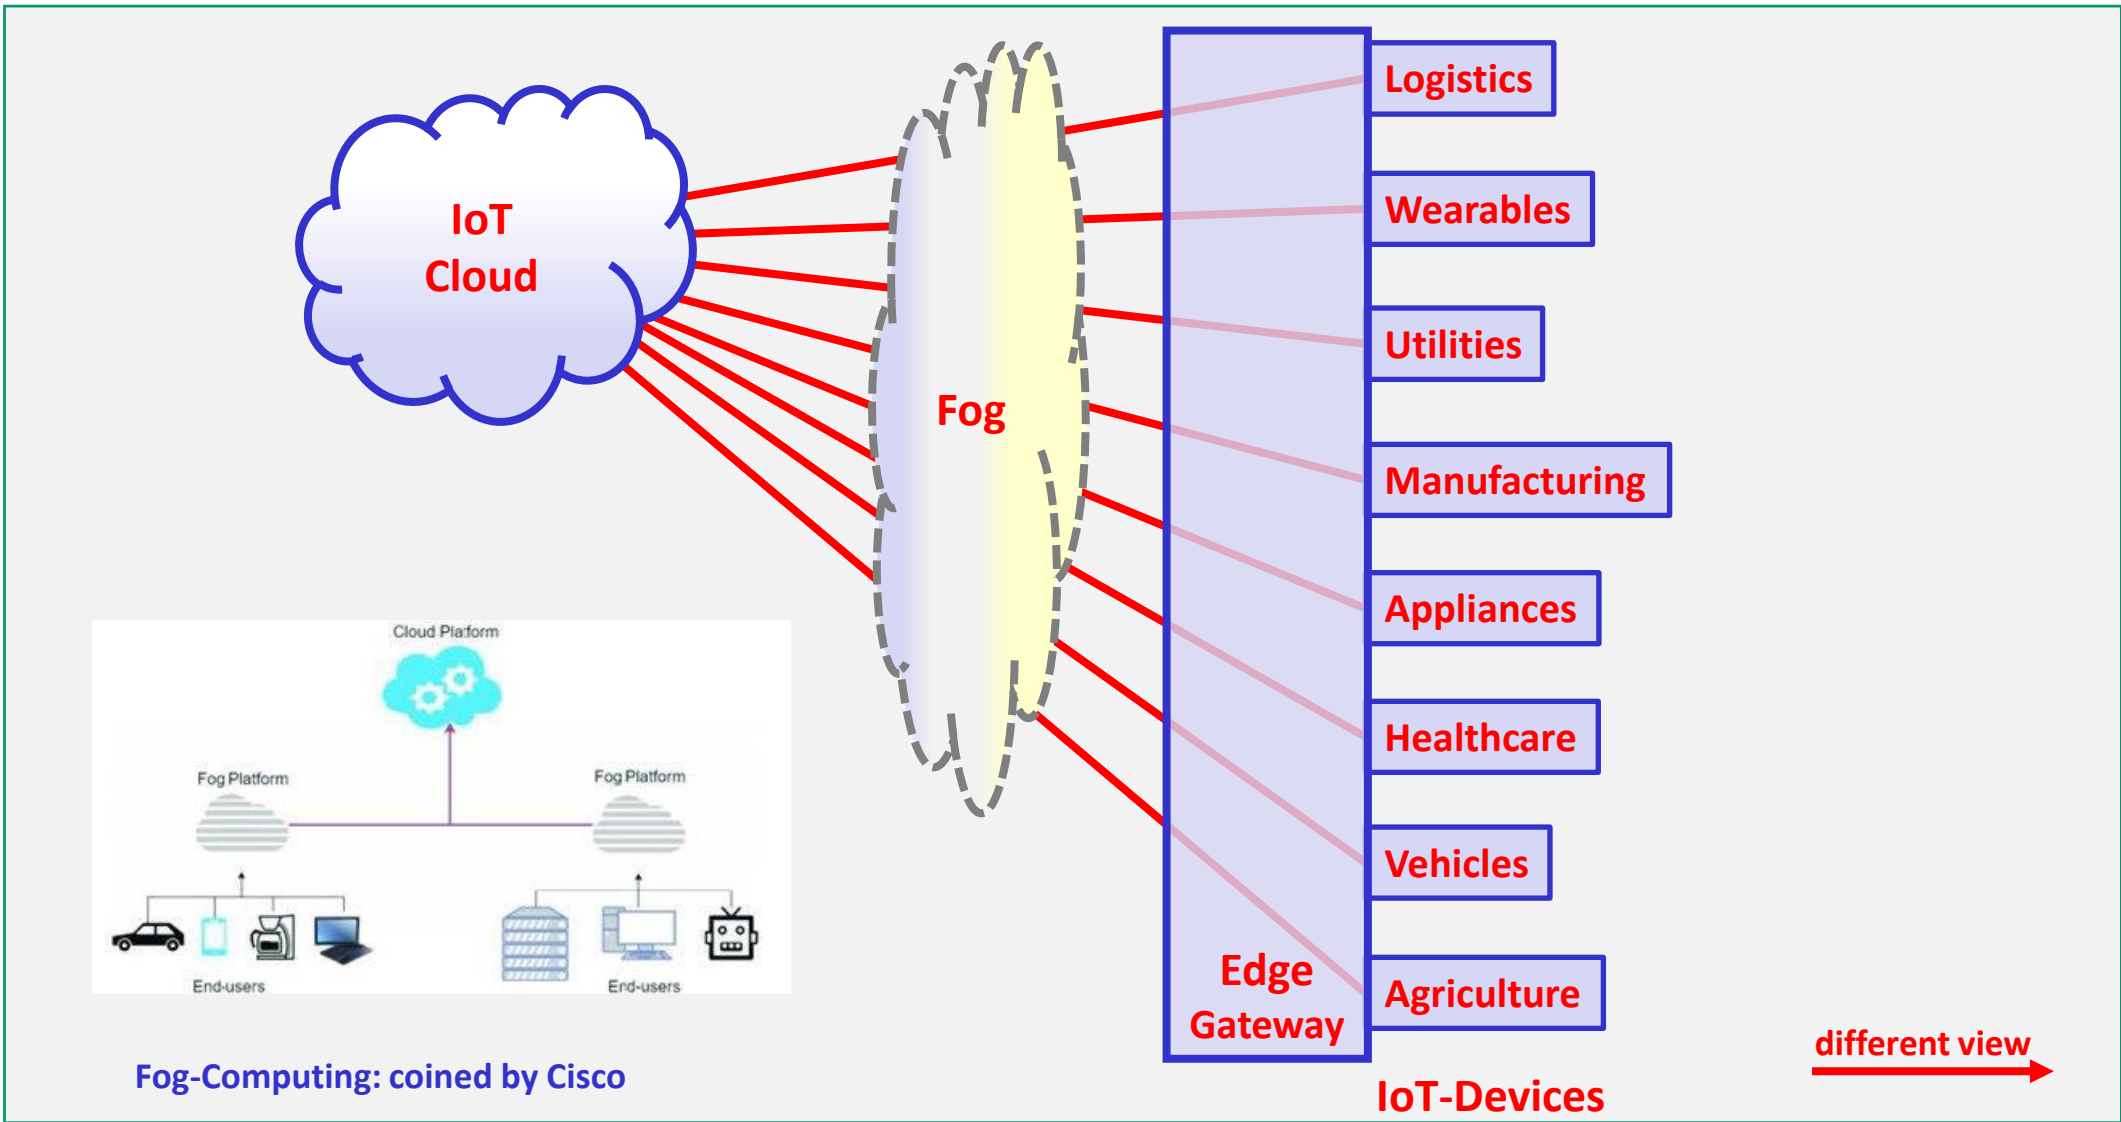 IoT
Cloud
Fog
Logistics
Wearables
Utilities
Manufacturing
Appliances
Healthcare
Vehicles
Agriculture
Edge
Gateway
IoT-Devices
Cloud Platform
Fog Platform
Fog Platform
End-users
End-users
Fog-Computing: coined by Cisco
different view